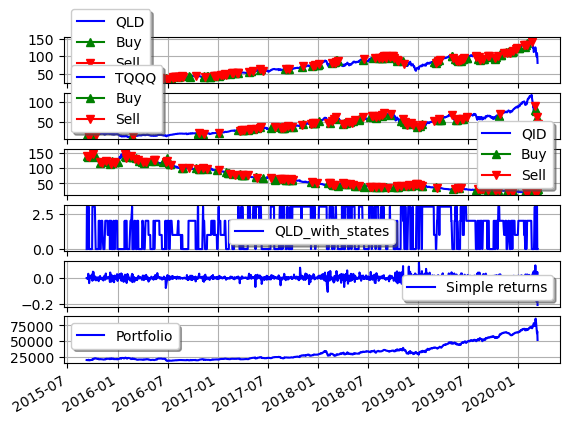 QLD
Buy
Sell
150
100
50
TQQQ
Buy
Sell
100
50
QID
Buy
Sell
150
100
50
2.5
0.0
QLD_with_states
0.0
−0.2
Simple returns
75000
50000
25000
Portfolio
2015-07
2016-01
2016-07
2017-01
2017-07
2018-01
2018-07
2019-01
2019-07
2020-01